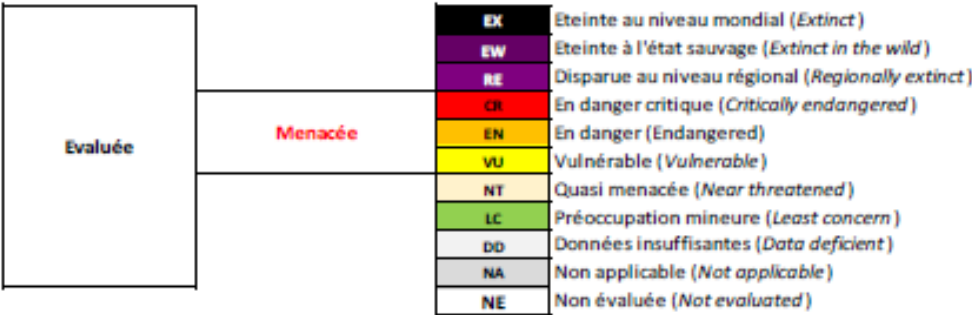 EX Eteinte au niveau mondial (Extinct)
EW Eteinte à l'état sauvage (Extinct in the wild)
RE Disparue au niveau régional (Regionally extinct)
CR En danger critique (Critically endangered)
Evaluée Menacée EN En danger (Endangered)
VU Vulnérable (Vulnerable)
NT Quasi menacée (Near threatened)
LC Préoccupation mineure (Least concern)
DD Données insuffisantes (Data deficient)
NA Non applicable (Not applicable)
NE Non évaluée (Not evaluated)